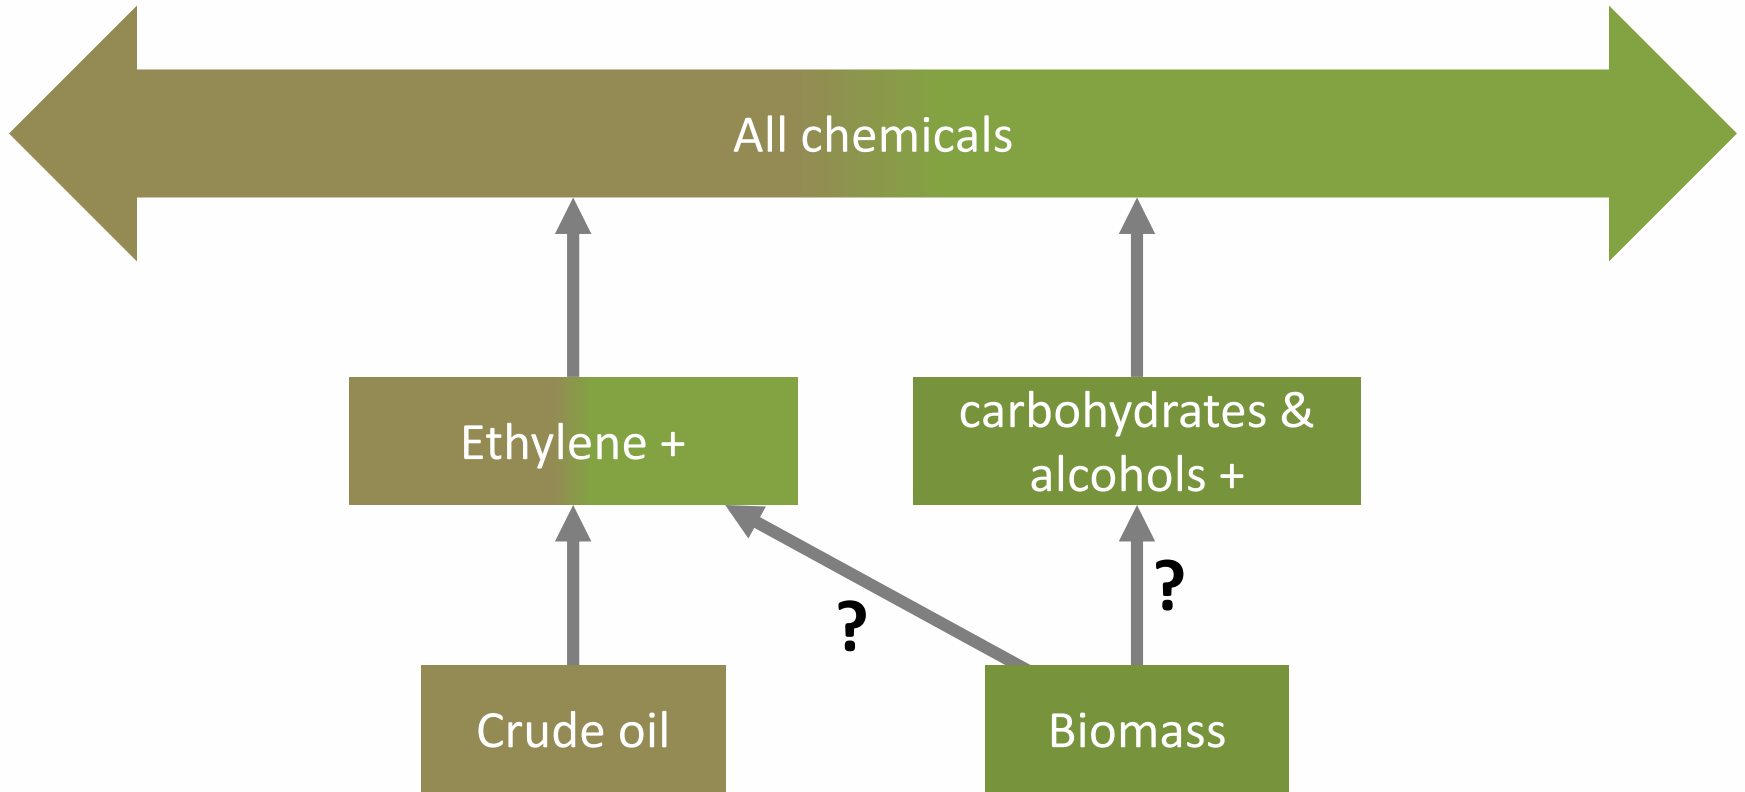 All chemicals
Ethylene +
carbohydrates &
alcohols +
?
?
Crude oil
Biomass